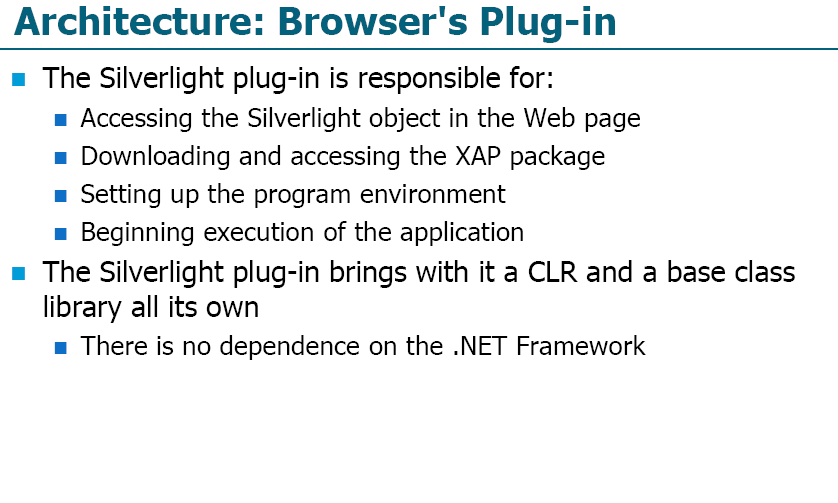 Architecture: Browser's Plug-in
The Silverlight plug-in is responsible for:
Accessing the Silverlight object in the Web page
Downloading and accessing the XAP package
Setting up the program environment
Beginning execution of the application
The Silverlight plug-in brings with it a CLR and a base class
library all its own
There is no dependence on the .NET Framework